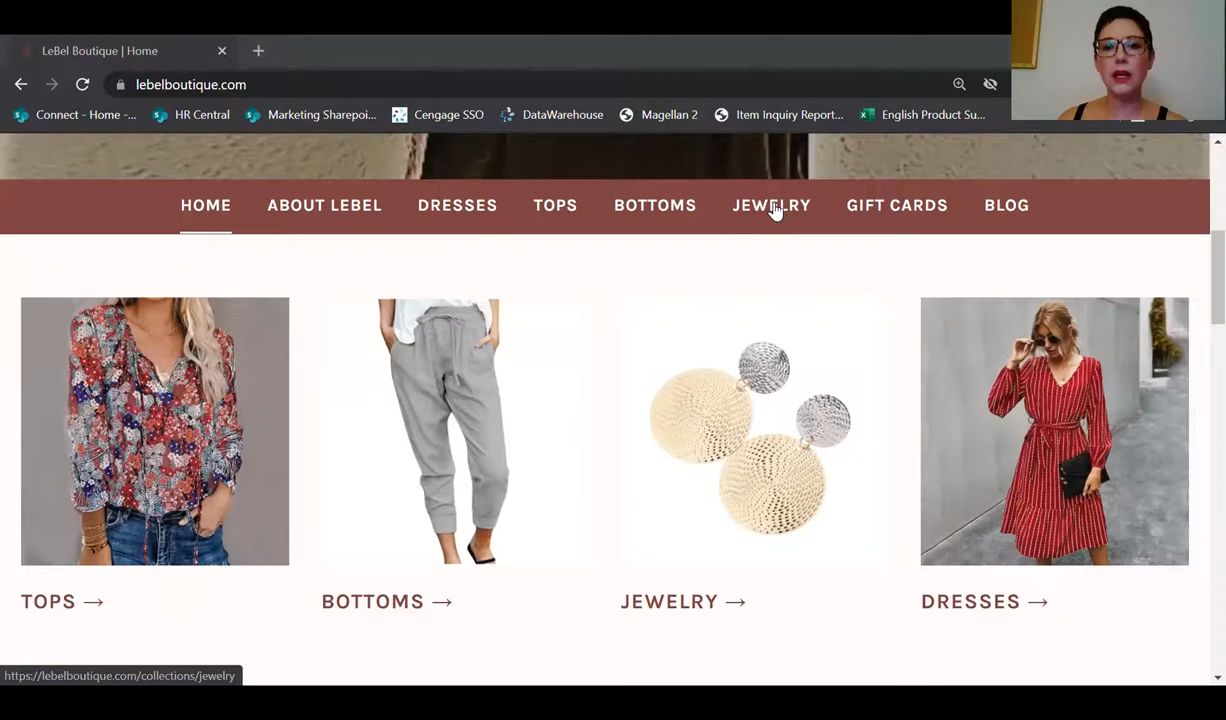 LeBel Boutique | Home
lebelboutique.com
Connect - Home -... HR Central Marketing Sharepoi... Cengage SSO DataWarehouse Magellan 2 Item Inquiry Report... English Product Su...
HOME ABOUT LEBEL DRESSES TOPS BOTTOMS JEWELRY GIFT CARDS BLOG
TOPS → BOTTOMS → JEWELRY → DRESSES →
https://lebelboutique.com/collections/jewelry